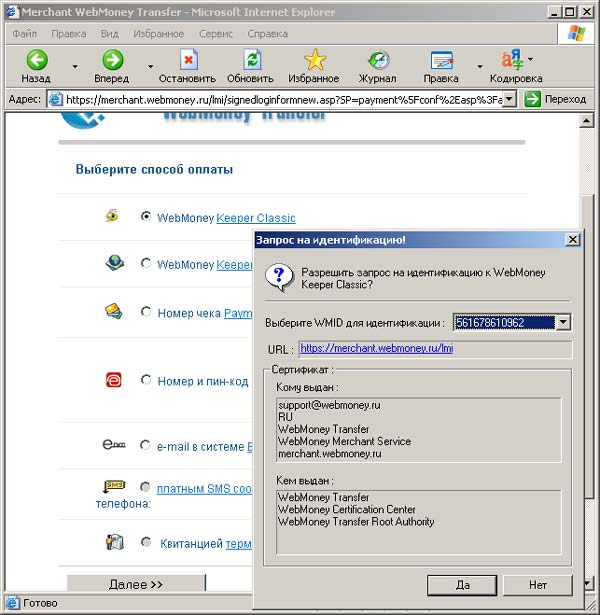 Merchant WebMoney Transfer - Microsoft Internet Explorer
Файл Правка Вид Избранное Сервис Справка
Назад Вперед Остановить Обновить Избранное Журнал Правка Кодировка
Адрес: https://merchant.webmoney.ru/lmi/signedloginformnew.asp?SP=payment%5Fconf%2Easp%3Fa Переход
WebMoney Transfer
Выберите способ оплаты
WebMoney Keeper Classic
WebMoney Keeper
Номер чека Paym
Номер и пин-код
e-mail в системе E
платным SMS соо
телефона:
Квитанцией терм
Далее >>
Запрос на идентификацию!
Разрешить запрос на идентификацию к WebMoney
Keeper Classic?
Выберите WMID для идентификации : 561678610962
URL : https://merchant.webmoney.ru/lmi
Сертификат :
Кому выдан :
support@webmoney.ru
RU
WebMoney Transfer
WebMoney Merchant Service
merchant.webmoney.ru
Кем выдан :
WebMoney Transfer
WebMoney Certification Center
WebMoney Transfer Root Authority
Да Нет
Готово